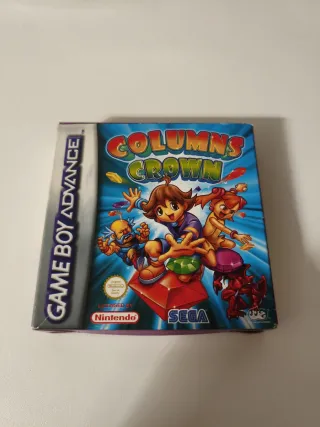 GAME BOY ADVANCE
COLUMNS
CROWN
Nintendo
SEGA